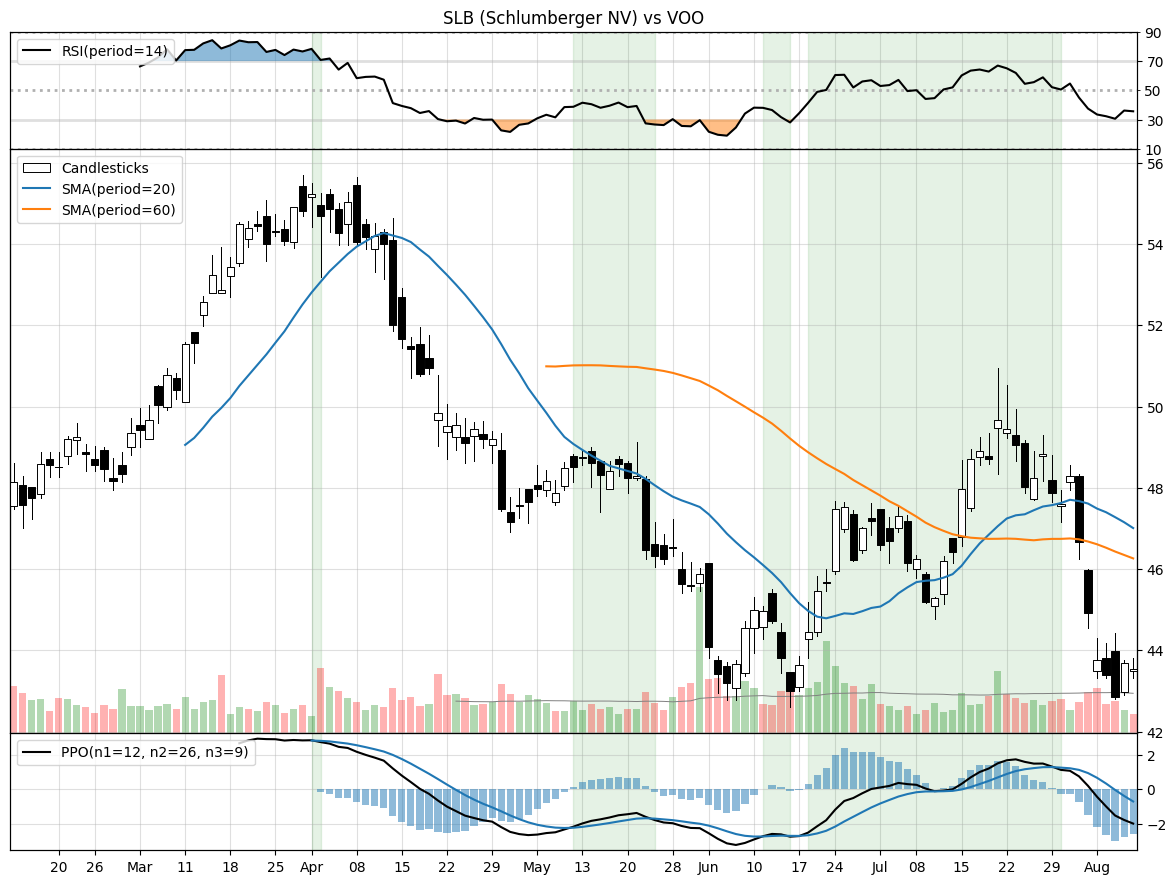 SLB (Schlumberger NV) vs VOO
RSI(period=14)
90
70
50
30
10
Candlesticks
SMA(period=20)
SMA(period=60)
56
54
52
50
48
46
44
42
PPO(n1=12, n2=26, n3=9)
2
0
−2
20 26 Mar 11 18 25 Apr 08 15 22 29 May 13 20 28 Jun 10 17 24 Jul 08 15 22 29 Aug